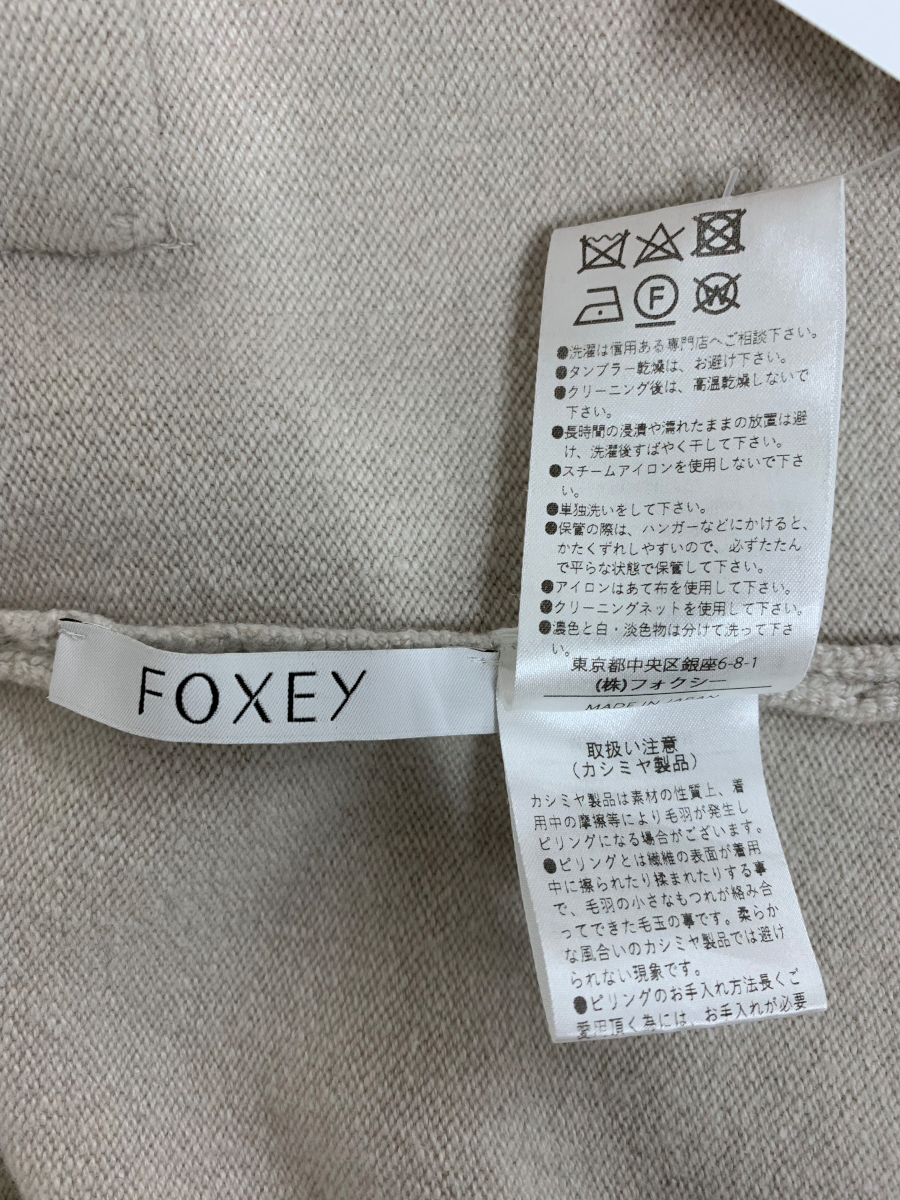 F
W
●洗濯は信用ある専門店へご相談下さい。
●タンブラー乾燥は、お避け下さい。
●クリーニング後は、高温乾燥しないで
下さい。
●長時間の浸漬や濡れたままの放置は避
け、洗濯後すばやく干して下さい。
●スチームアイロンを使用しないで下さ
い。
●単独洗いをして下さい。
●保管の際は、ハンガーなどにかけると、
かたくずれしやすいので、必ずたたん
で平らな状態で保管して下さい。
●アイロンはあて布を使用して下さい。
●クリーニングネットを使用して下さい。
●濃色と白・淡色物は分けて洗って下さ
い。
東京都中央区銀座6-8-1
(株)フォクシー
MADE IN JAPAN
FOXEY
取扱い注意
(カシミヤ製品)
カシミヤ製品は素材の性質上、着
用中の摩擦等により毛羽が発生し
ピリングになる場合がございます。
●ピリングとは繊維の表面が着用
中に擦られたり揉まれたりする事
で、毛羽の小さなもつれが絡み合
ってできた毛玉の事です。柔らか
な風合いのカシミヤ製品では避け
られない現象です。
●ピリングのお手入れ方法長くご
愛用頂く為には、お手入れが必要